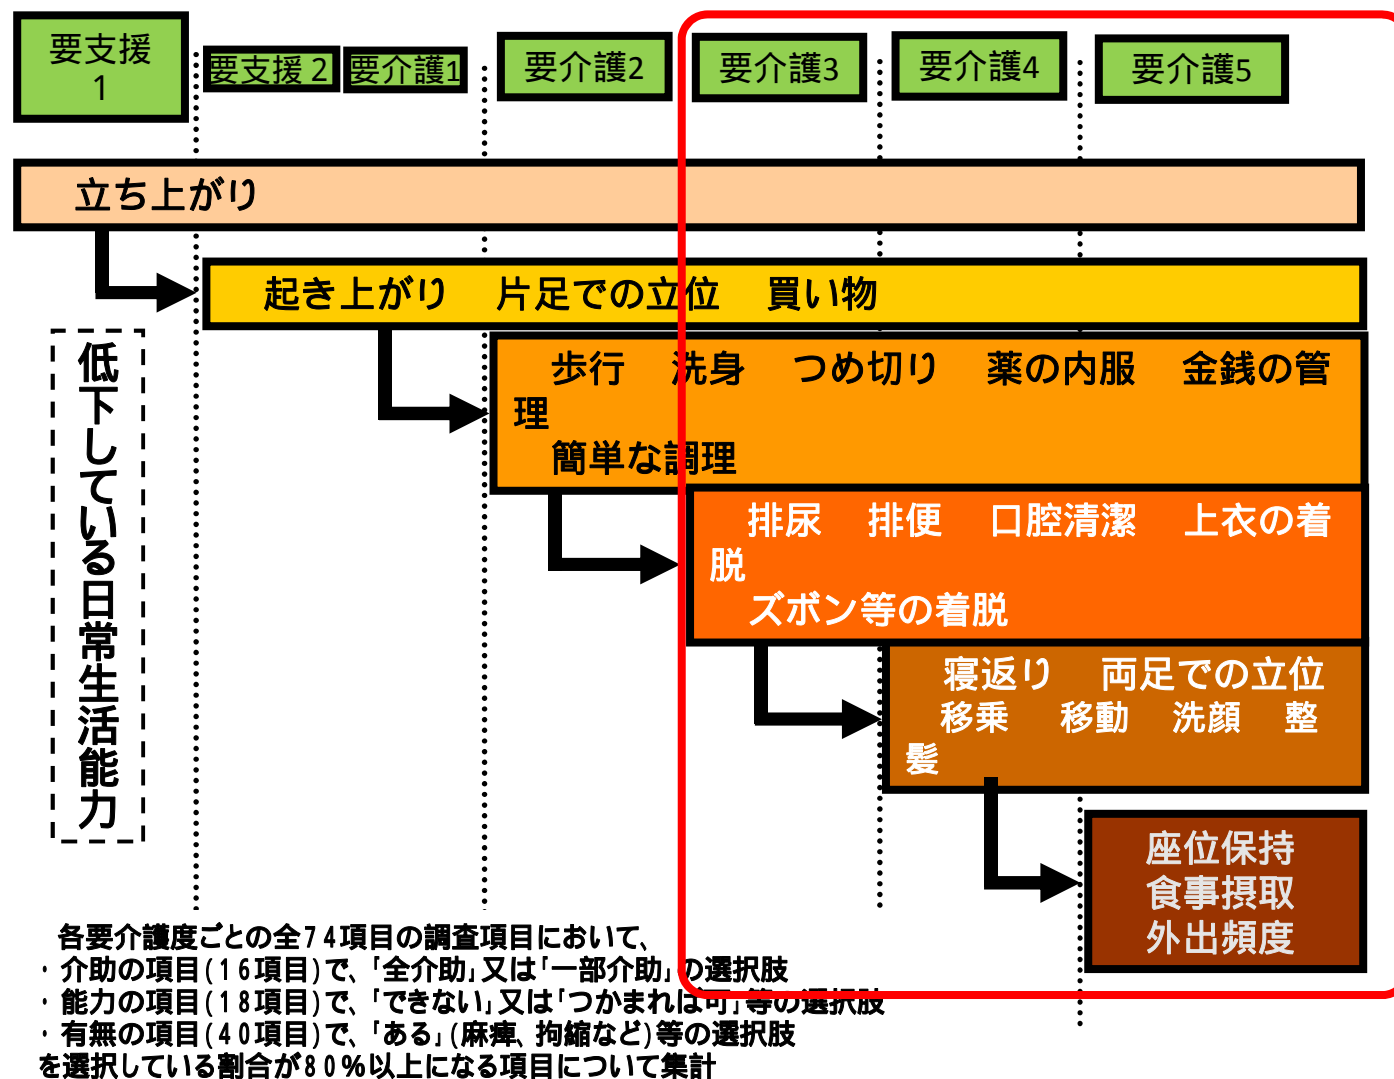 要支援
1
要支援２
要介護1
要介護2
要介護3
要介護4
要介護5
立ち上がり
起き上がり　片足での立位　買い物
歩行　洗身　つめ切り　薬の内服　金銭の管
理
簡単な調理
排尿　排便　口腔清潔　上衣の着
脱
ズボン等の着脱
寝返り　両足での立位
移乗　移動　洗顔　整
髪
座位保持
食事摂取
外出頻度
低下している日常生活能力
各要介護度ごとの全７４項目の調査項目において、
・介助の項目（１６項目）で、「全介助」又は「一部介助」の選択肢
・能力の項目（１８項目）で、「できない」又は「つかまれば可」等の選択肢
・有無の項目（４０項目）で、「ある」（麻痺、拘縮など）等の選択肢
を選択している割合が８０％以上になる項目について集計